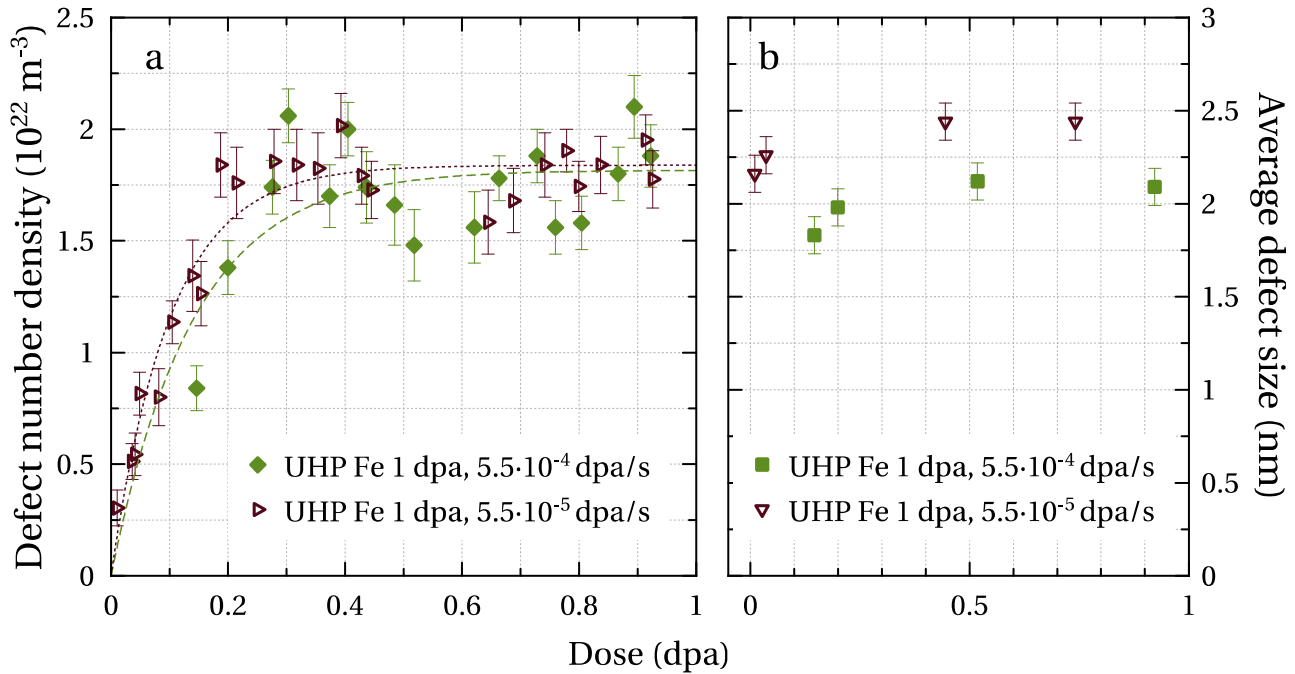 Defect number density (10²² m⁻³)
2.5
2
1.5
1
0.5
0
a
UHP Fe 1 dpa, 5.5·10⁻⁴ dpa/s
UHP Fe 1 dpa, 5.5·10⁻⁵ dpa/s
0 0.2 0.4 0.6 0.8 1
b
UHP Fe 1 dpa, 5.5·10⁻⁴ dpa/s
UHP Fe 1 dpa, 5.5·10⁻⁵ dpa/s
0 0.5 1
3
2.5
2
1.5
1
0.5
0
Average defect size (nm)
Dose (dpa)